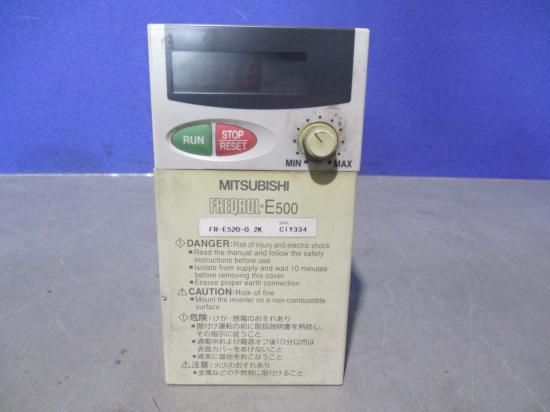 RUN
STOP
RESET
MIN
MAX
MITSUBISHI
FREQROL-E500
FR-E520-0.2K
CIY334
DANGER: Risk of injury and electric shock
■ Read the manual and follow the safety
instructions before use
■ Isolate from supply and wait 10 minutes
before removing this cover
■ Ensure proper earth connection
CAUTION: Risk of fire
■ Mount the inverter on a non-combustible
surface
危険:けが・感電のおそれあり
■ 据付け運転の前に取扱説明書を熟読し、
その指示に従うこと
■ 通電中および電源オフ後10分以内は
表面カバーをあけないこと
■ 確実に接地をおこなうこと
注意:火火のおそれあり
■ 金属などの不燃物に取付けること